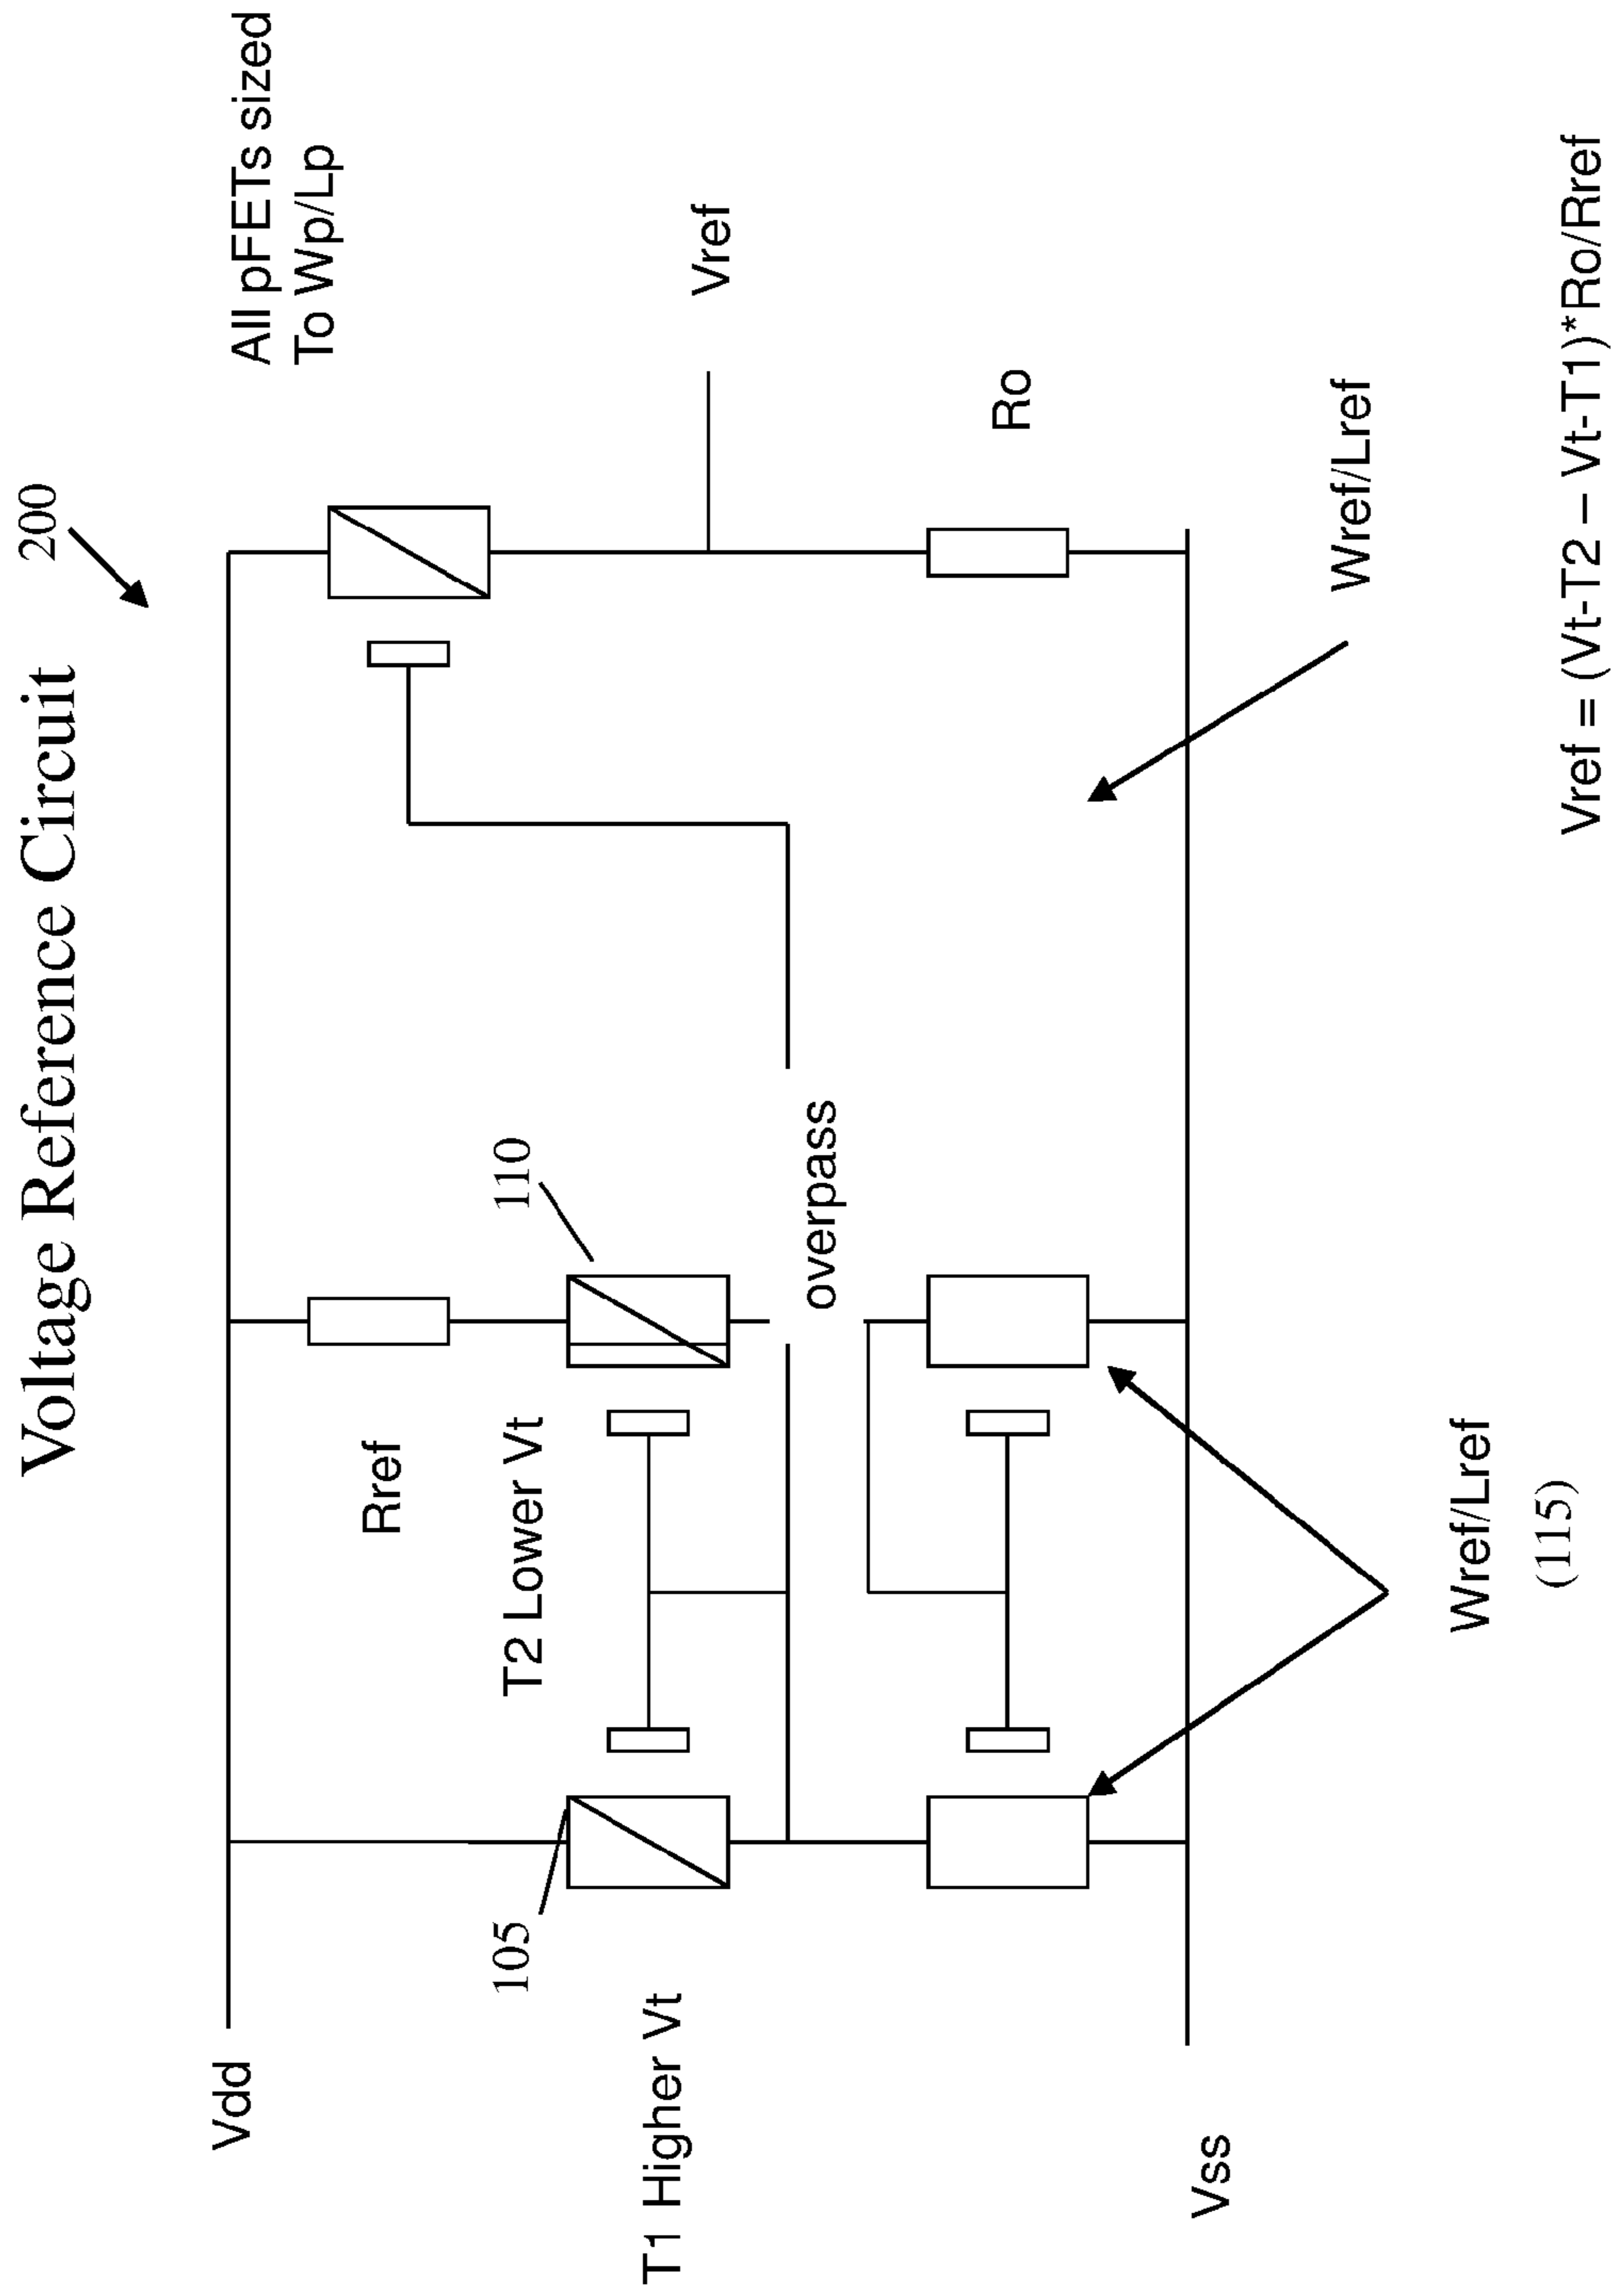 Voltage Reference Circuit
200
Vdd
All pFETs sized
To Wp/Lp
Rref
105
T2 Lower Vt
110
T1 Higher Vt
Vref
overpass
Ro
Vss
Wref/Lref
Wref/Lref
(115)
Vref = (Vt-T2 – Vt-T1)*Ro/Rref